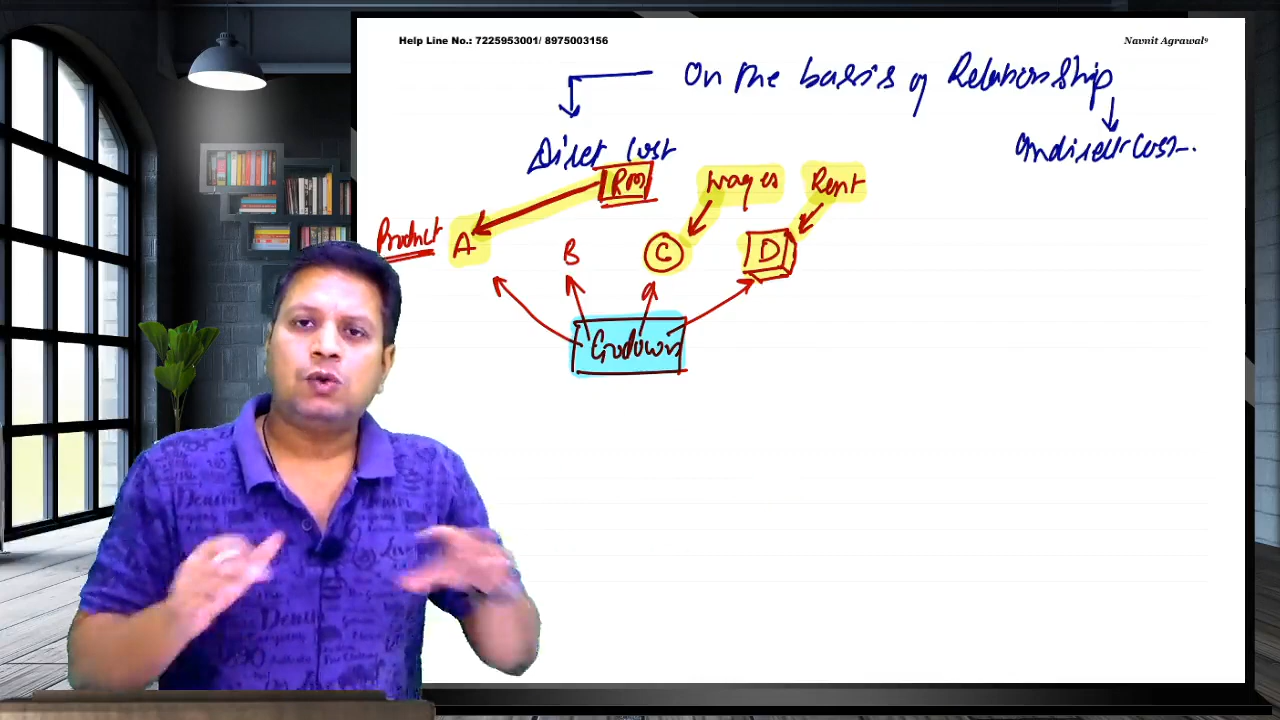 Help Line No.: 7225953001/ 8975003156
Navnit Agrawal 9
On the basis of Relationship
Direct Cost
Indirect Cost
RM
Wages
Rent
Product
A
B
C
D
Godown